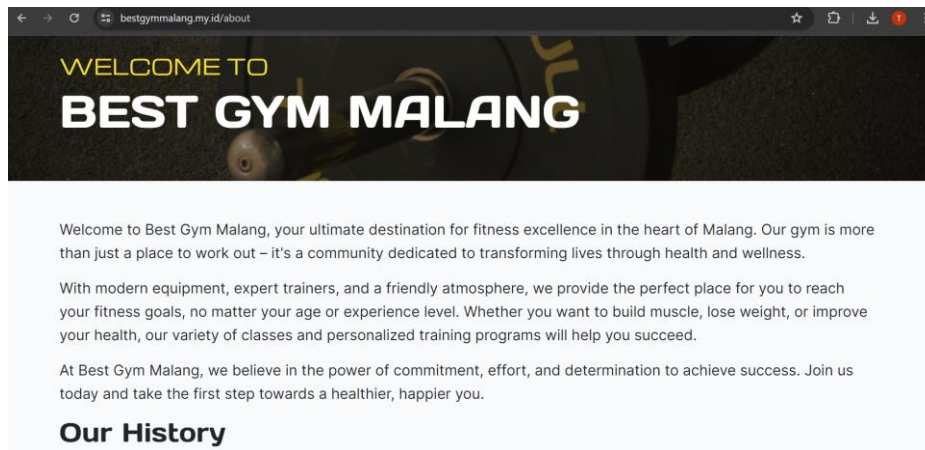 bestgymmalang.my.id/about
T
WELCOME TO
BEST GYM MALANG
Welcome to Best Gym Malang, your ultimate destination for fitness excellence in the heart of Malang. Our gym is more
than just a place to work out – it's a community dedicated to transforming lives through health and wellness.
With modern equipment, expert trainers, and a friendly atmosphere, we provide the perfect place for you to reach
your fitness goals, no matter your age or experience level. Whether you want to build muscle, lose weight, or improve
your health, our variety of classes and personalized training programs will help you succeed.
At Best Gym Malang, we believe in the power of commitment, effort, and determination to achieve success. Join us
today and take the first step towards a healthier, happier you.
Our History